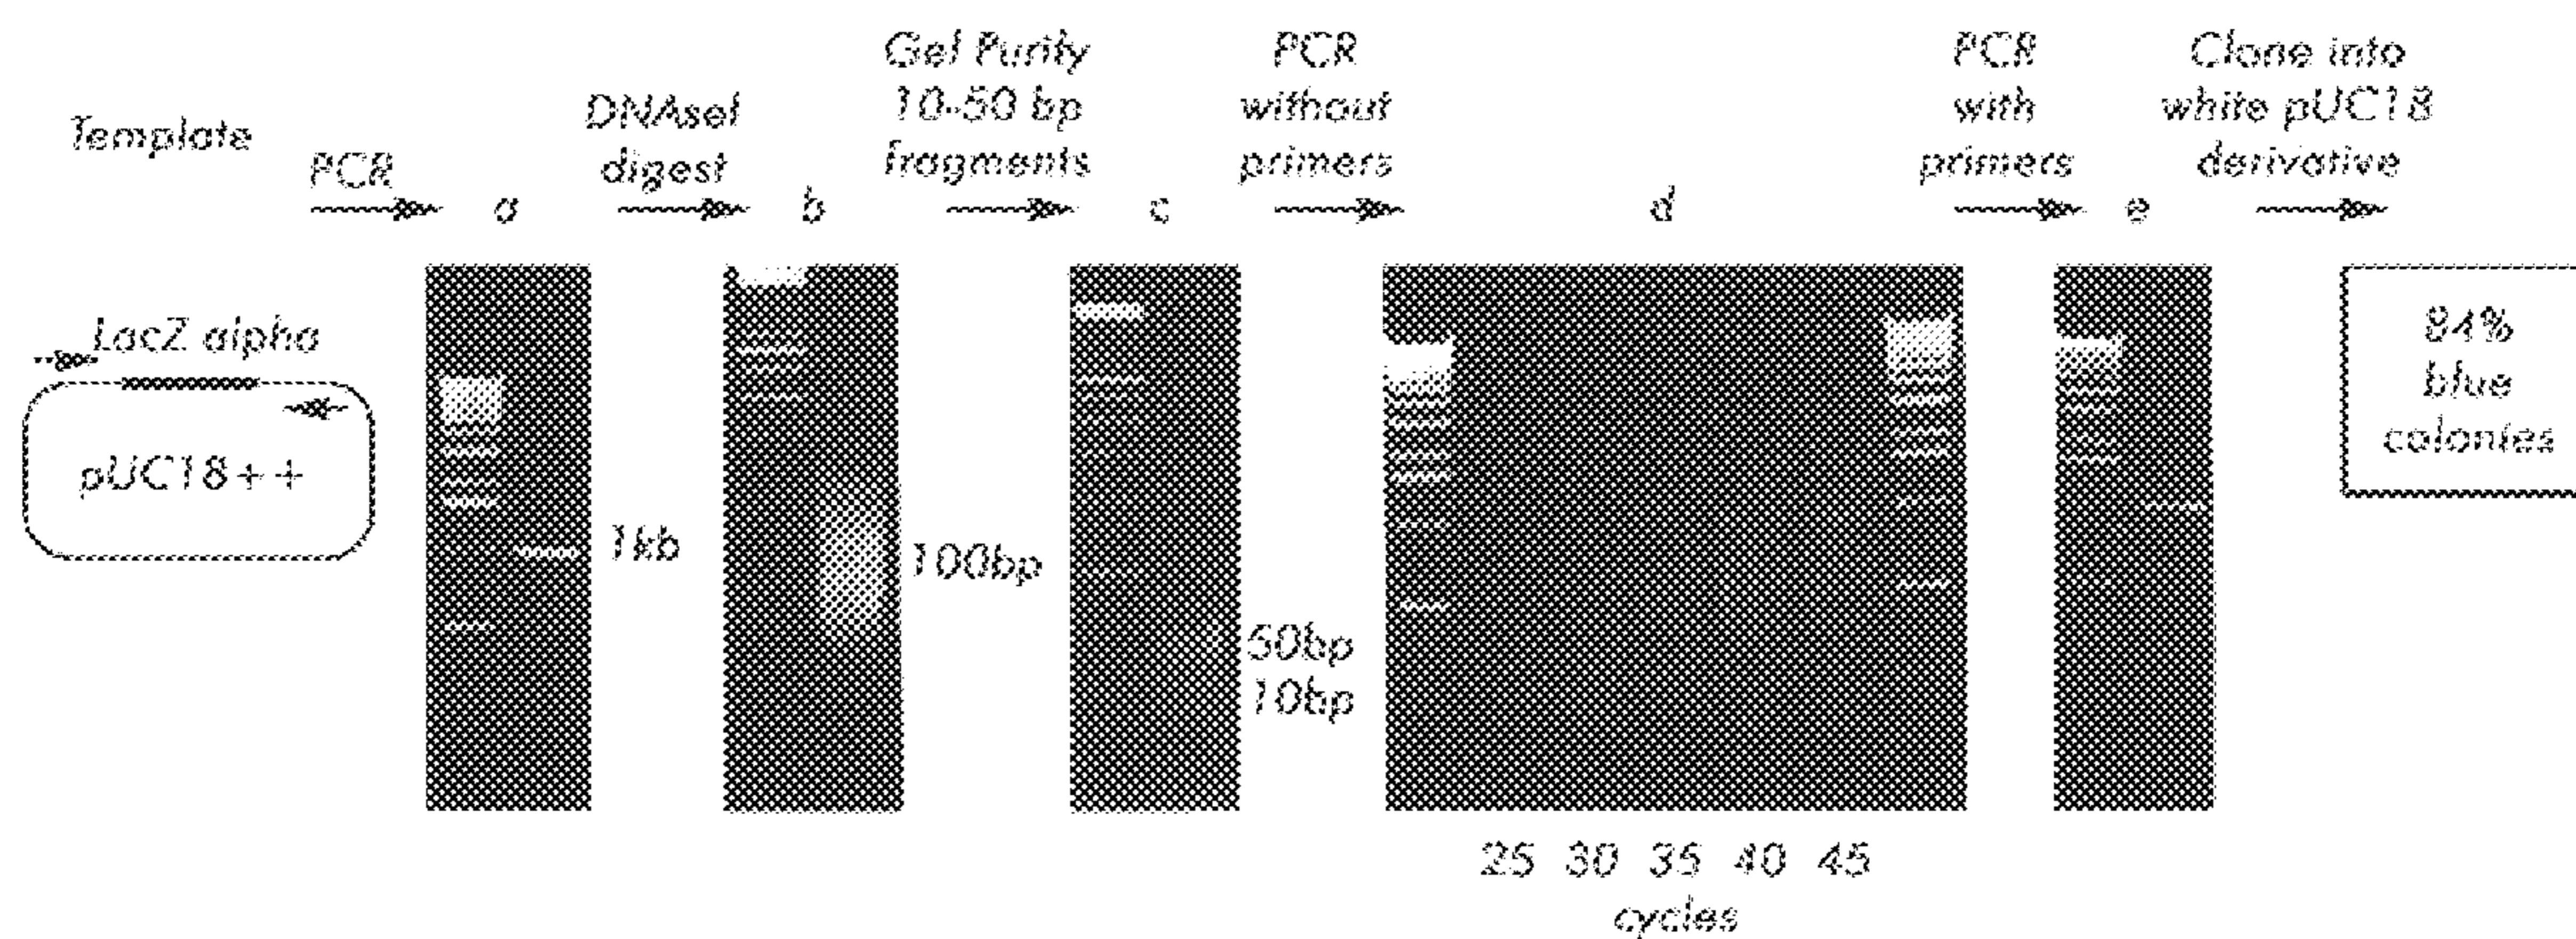 Template
PCR
a
DNAseI
digest
b
Gel Purify
10-50 bp
fragments
c
PCR
without
primers
d
PCR
with
primers
e
Clone into
white pUC18
derivative
LacZ alpha
pUC18++
1kb
100bp
50bp
10bp
84%
blue
colonies
25 30 35 40 45
cycles